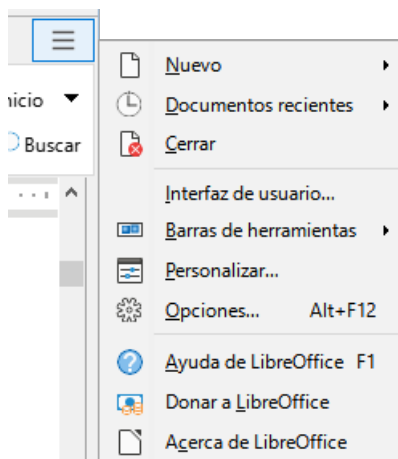 Nuevo
nicio
Documentos recientes
Buscar
Cerrar
Interfaz de usuario...
Barras de herramientas
Personalizar...
Opciones... Alt+F12
Ayuda de LibreOffice F1
Donar a LibreOffice
Acerca de LibreOffice